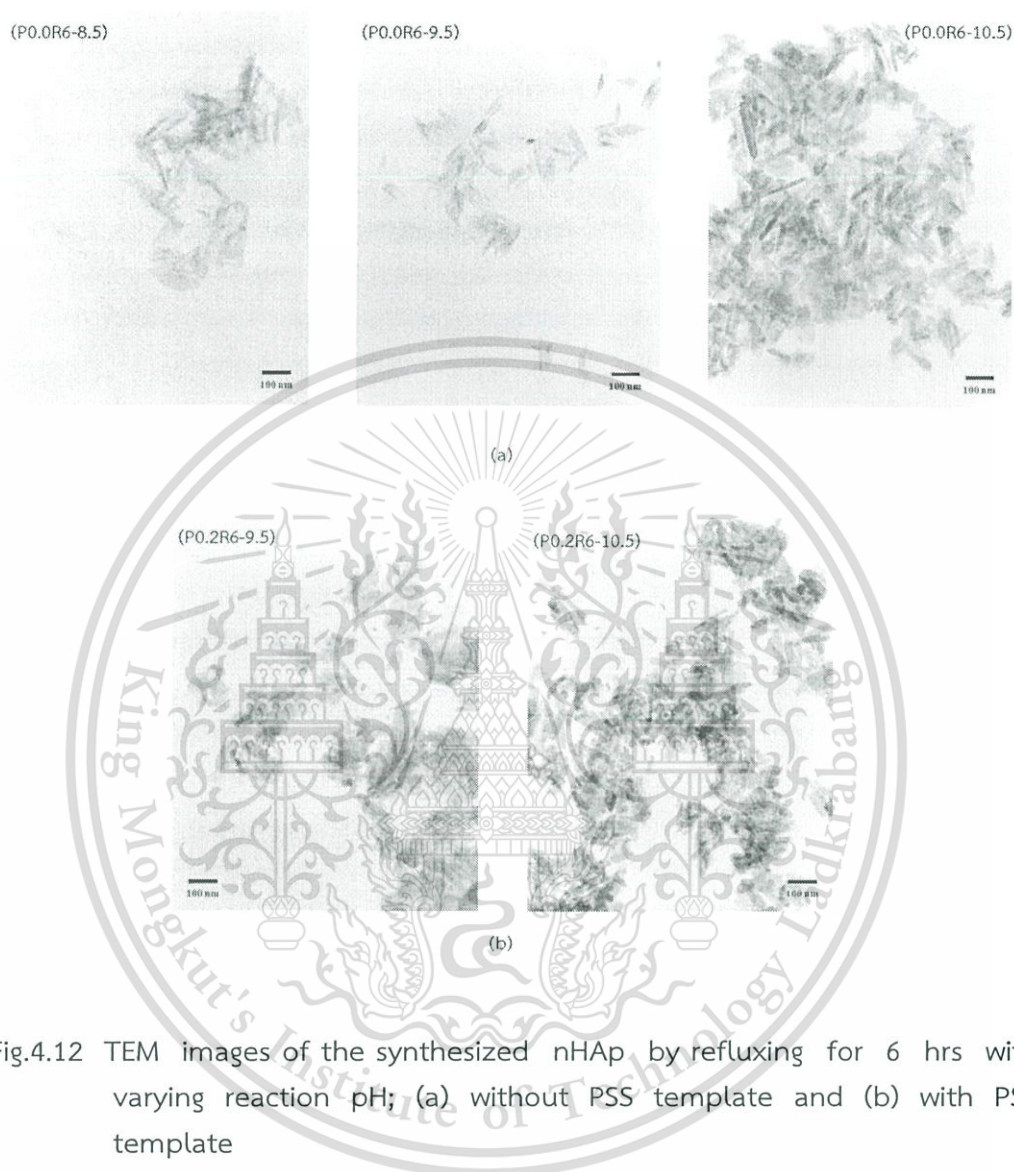 (P0.0R6-8.5) (P0.0R6-9.5) (P0.0R6-10.5)
100 nm 100 nm 100 nm
(a)
(P0.2R6-9.5) (P0.2R6-10.5)
100 nm 100 nm
(b)
King Mongkut's Institute of Technology Ladkrabang
Fig.4.12 TEM images of the synthesized nHAp by refluxing for 6 hrs wit
varying reaction pH; (a) without PSS template and (b) with PS
template